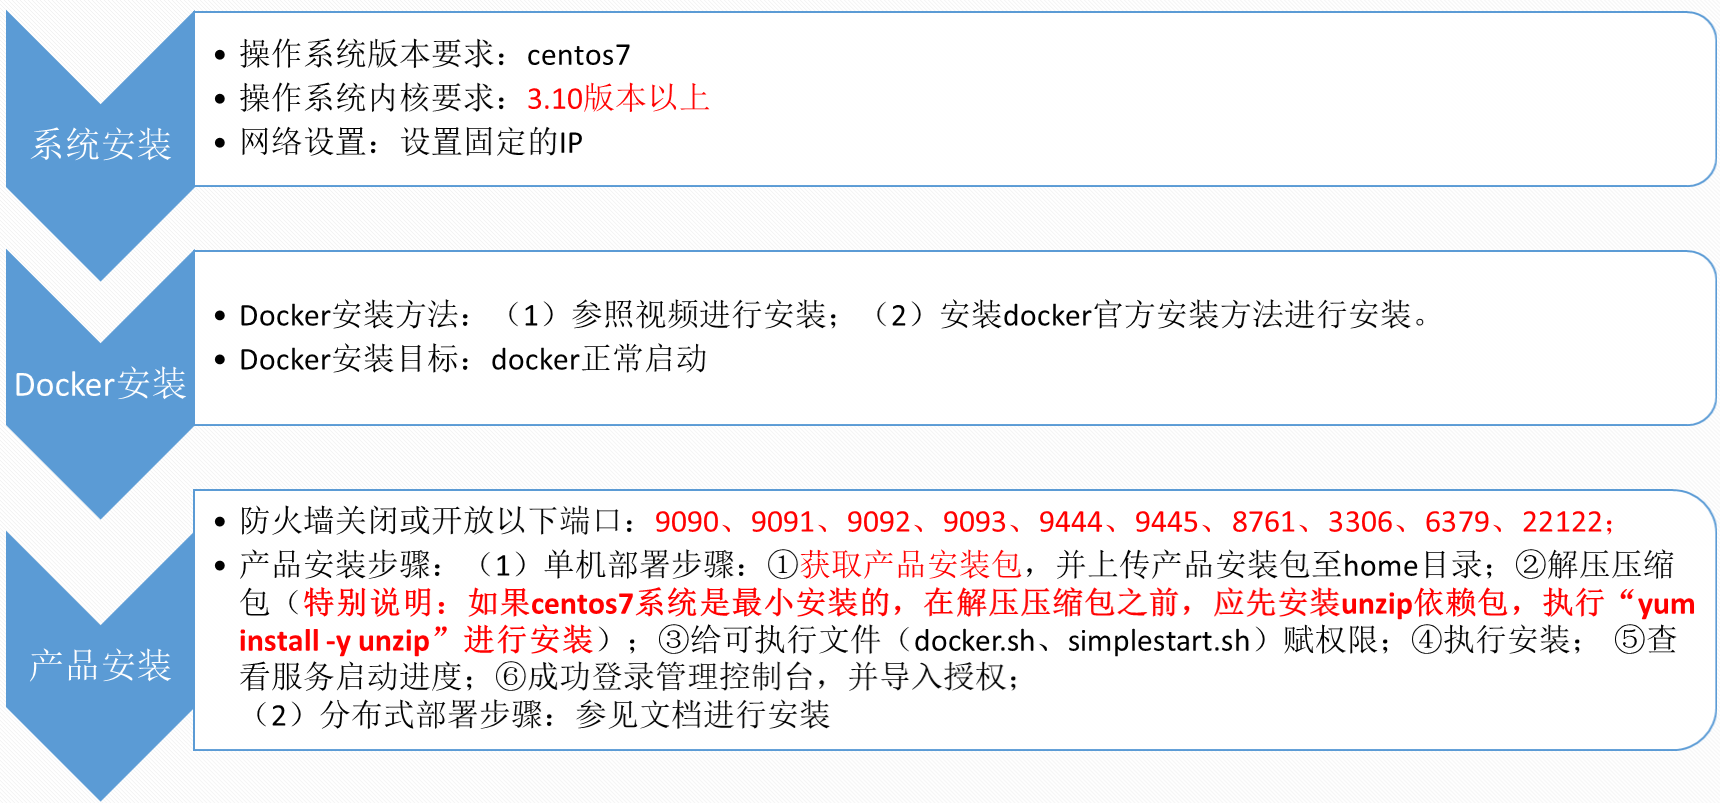 系统安装
• 操作系统版本要求：centos7
• 操作系统内核要求：3.10版本以上
• 网络设置：设置固定的IP
Docker安装
• Docker安装方法：（1）参照视频进行安装；（2）安装docker官方安装方法进行安装。
• Docker安装目标：docker正常启动
产品安装
• 防火墙关闭或开放以下端口：9090、9091、9092、9093、9444、9445、8761、3306、6379、22122；
• 产品安装步骤：（1）单机部署步骤：①获取产品安装包，并上传产品安装包至home目录；②解压压缩
包（特别说明：如果centos7系统是最小安装的，在解压压缩包之前，应先安装unzip依赖包，执行“yum
install -y unzip”进行安装）；③给可执行文件（docker.sh、simplestart.sh）赋权限；④执行安装； ⑤查
看服务启动进度；⑥成功登录管理控制台，并导入授权；
（2）分布式部署步骤：参见文档进行安装